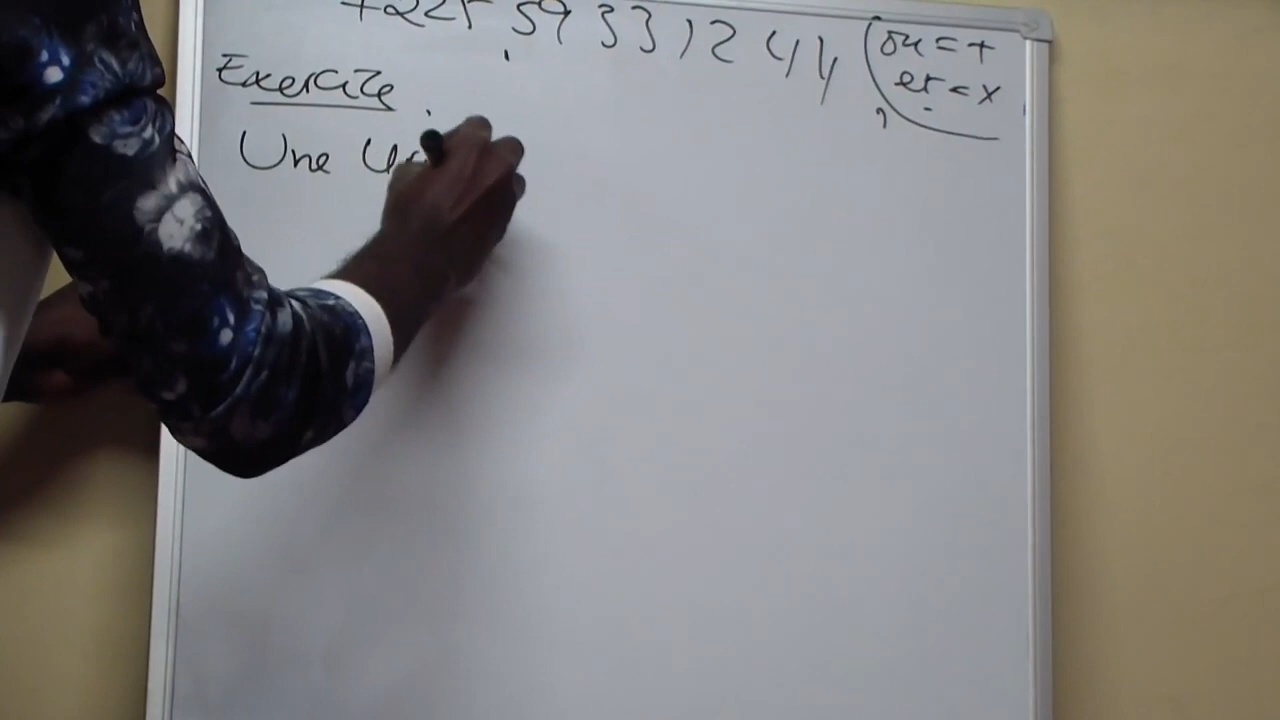 +225 59 33 12 44
ou = +
et = x
Exercice
Une